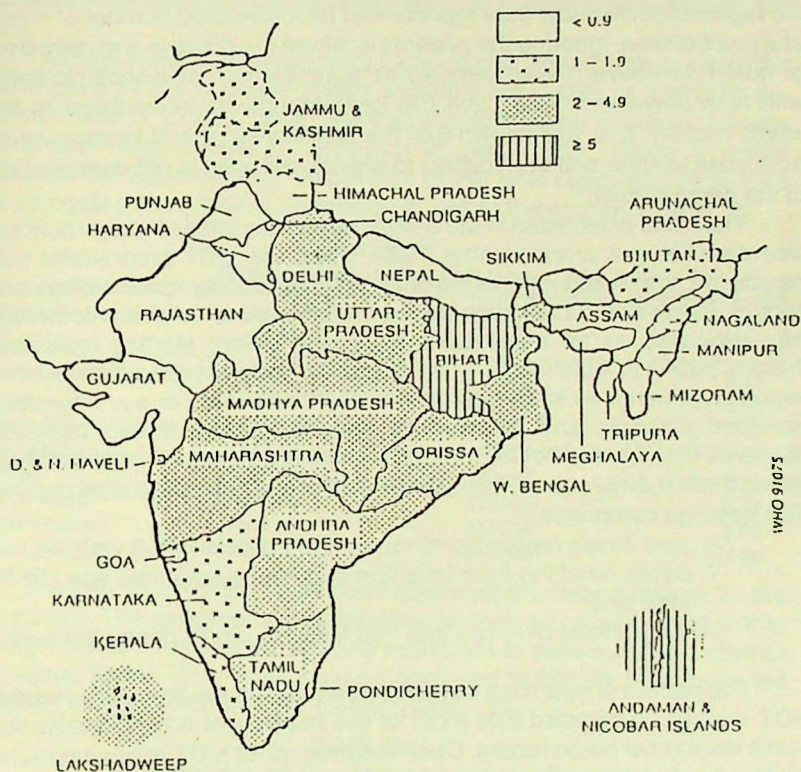 < 0.9
1 – 1.9
2 – 4.9
≥ 5
JAMMU &
KASHMIR
HIMACHAL PRADESH
PUNJAB
CHANDIGARH
HARYANA
ARUNACHAL
PRADESH
SIKKIM
BHUTAN
DELHI
NEPAL
RAJASTHAN
UTTAR
PRADESH
ASSAM
NAGALAND
BIHAR
MANIPUR
GUJARAT
MADHYA PRADESH
MIZORAM
TRIPURA
D. & N. HAVELI
MAHARASHTRA
ORISSA
MEGHALAYA
W. BENGAL
ANDHRA
PRADESH
GOA
KARNATAKA
KERALA
TAMIL
NADU
PONDICHERRY
ANDAMAN &
NICOBAR ISLANDS
LAKSHADWEEP
WHO 91075